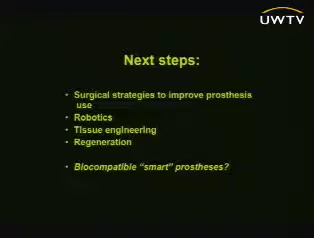 UWTV
Next steps:
• Surgical strategies to improve prosthesis
use
• Robotics
• Tissue engineering
• Regeneration
• Biocompatible “smart” prostheses?